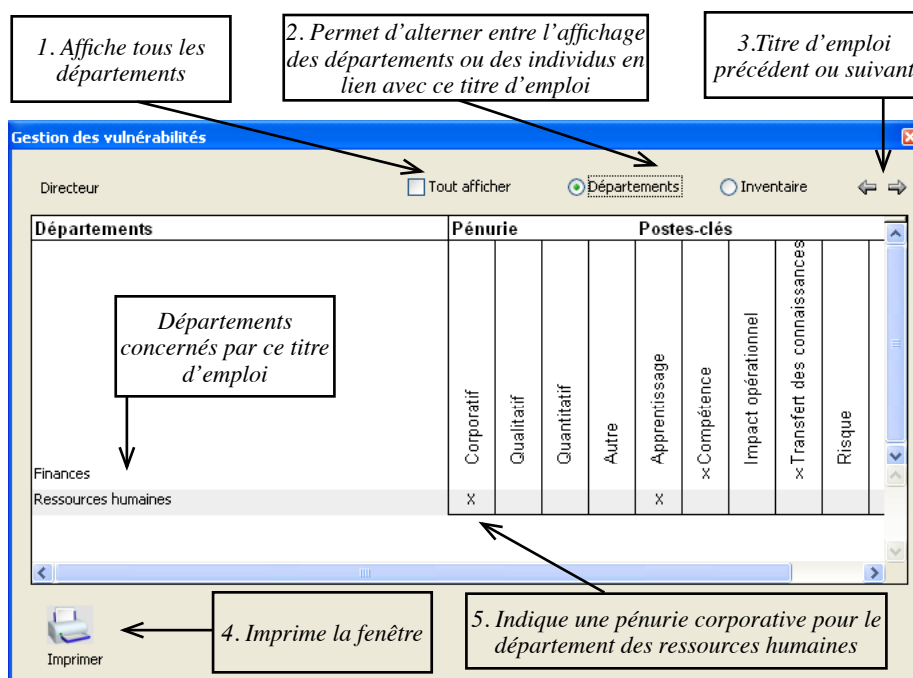 1. Affiche tous les
départements
2. Permet d'alterner entre l'affichage
des départements ou des individus en
lien avec ce titre d'emploi
3.Titre d'emploi
précédent ou suivant
Gestion des vulnérabilités
Directeur
Tout afficher
Départements
Inventaire
Départements
Pénurie
Postes-clés
Départements
concernés par ce titre
d'emploi
Corporatif
Qualitatif
Quantitatif
Autre
Apprentissage
x Compétence
Impact opérationnel
x Transfert des connaissances
Risque
Finances
Ressources humaines
x
x
Imprimer
4. Imprime la fenêtre
5. Indique une pénurie corporative pour le
département des ressources humaines